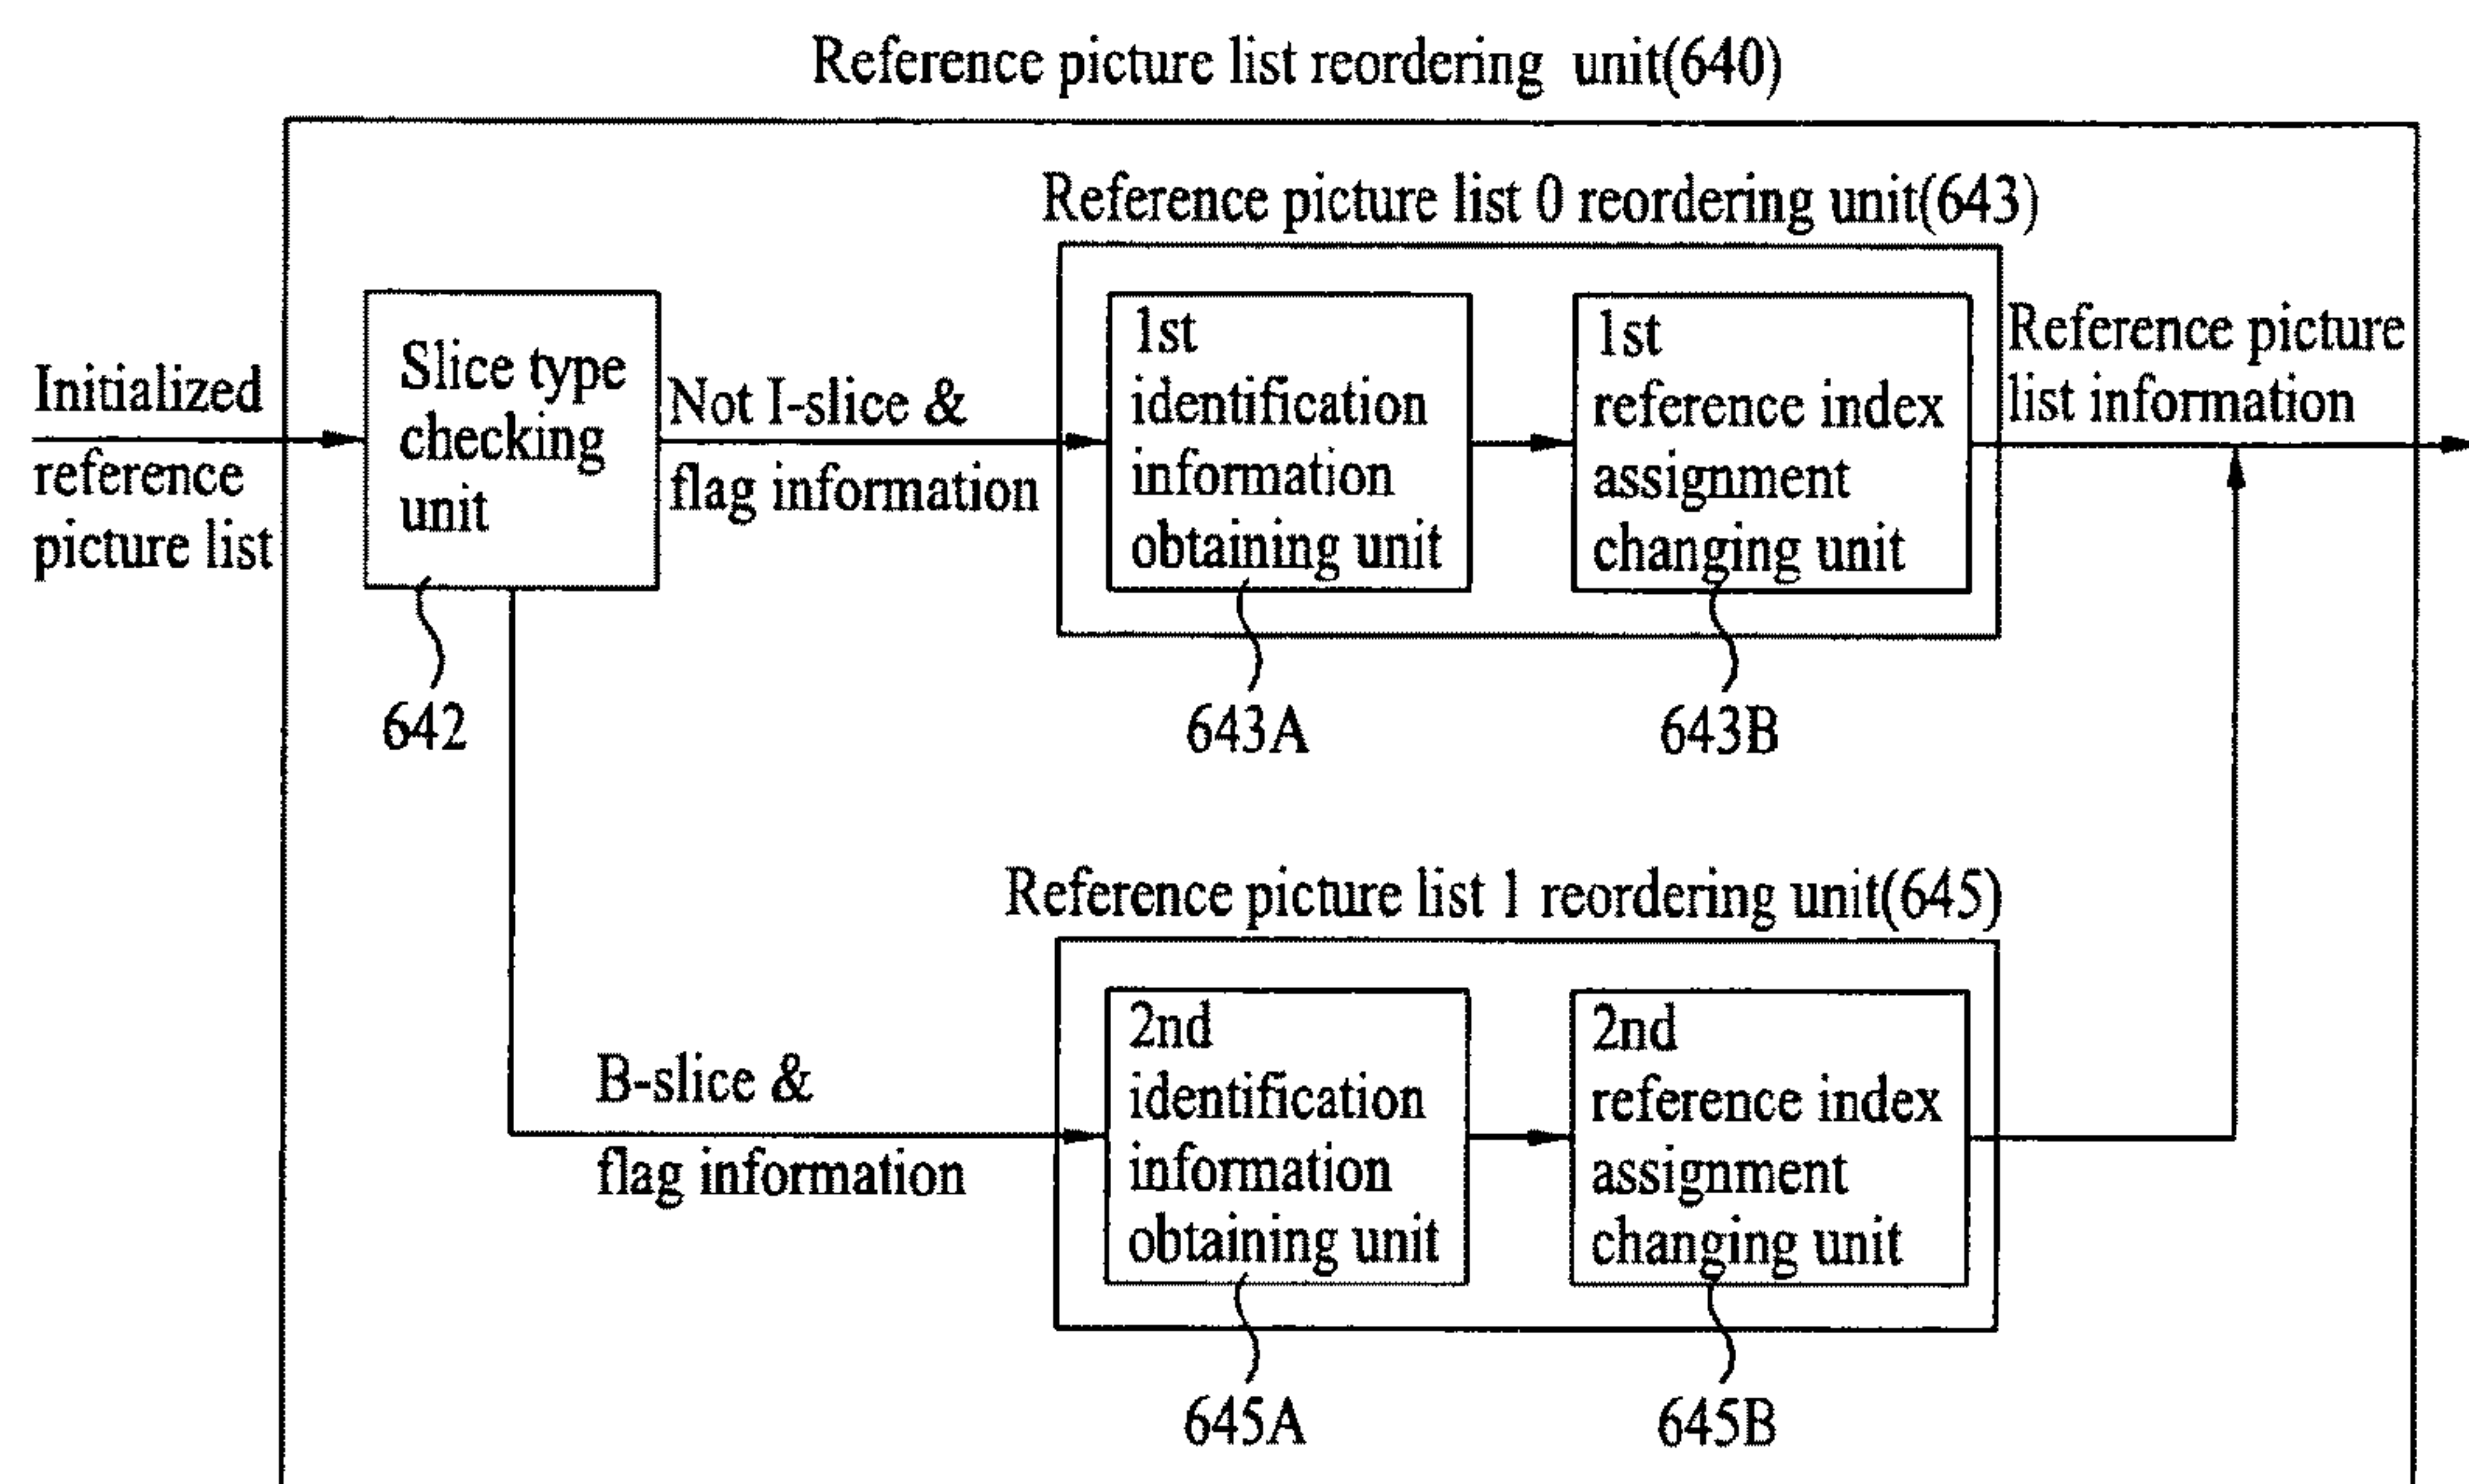 Reference picture list reordering unit(640)
Reference picture list 0 reordering unit(643)
Initialized
reference
picture list
Slice type
checking
unit
642
Not I-slice &
flag information
1st
identification
information
obtaining unit
643A
1st
reference index
assignment
changing unit
643B
Reference picture
list information
Reference picture list 1 reordering unit(645)
B-slice &
flag information
2nd
identification
information
obtaining unit
645A
2nd
reference index
assignment
changing unit
645B